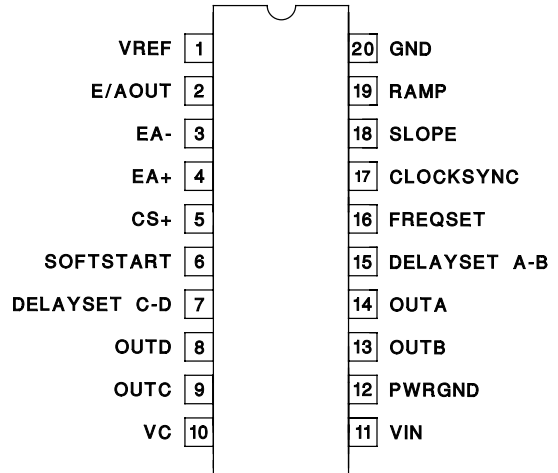 VREF 1 20 GND
E/AOUT 2 19 RAMP
EA- 3 18 SLOPE
EA+ 4 17 CLOCKSYNC
CS+ 5 16 FREQSET
SOFTSTART 6 15 DELAYSET A-B
DELAYSET C-D 7 14 OUTA
OUTD 8 13 OUTB
OUTC 9 12 PWRGND
VC 10 11 VIN